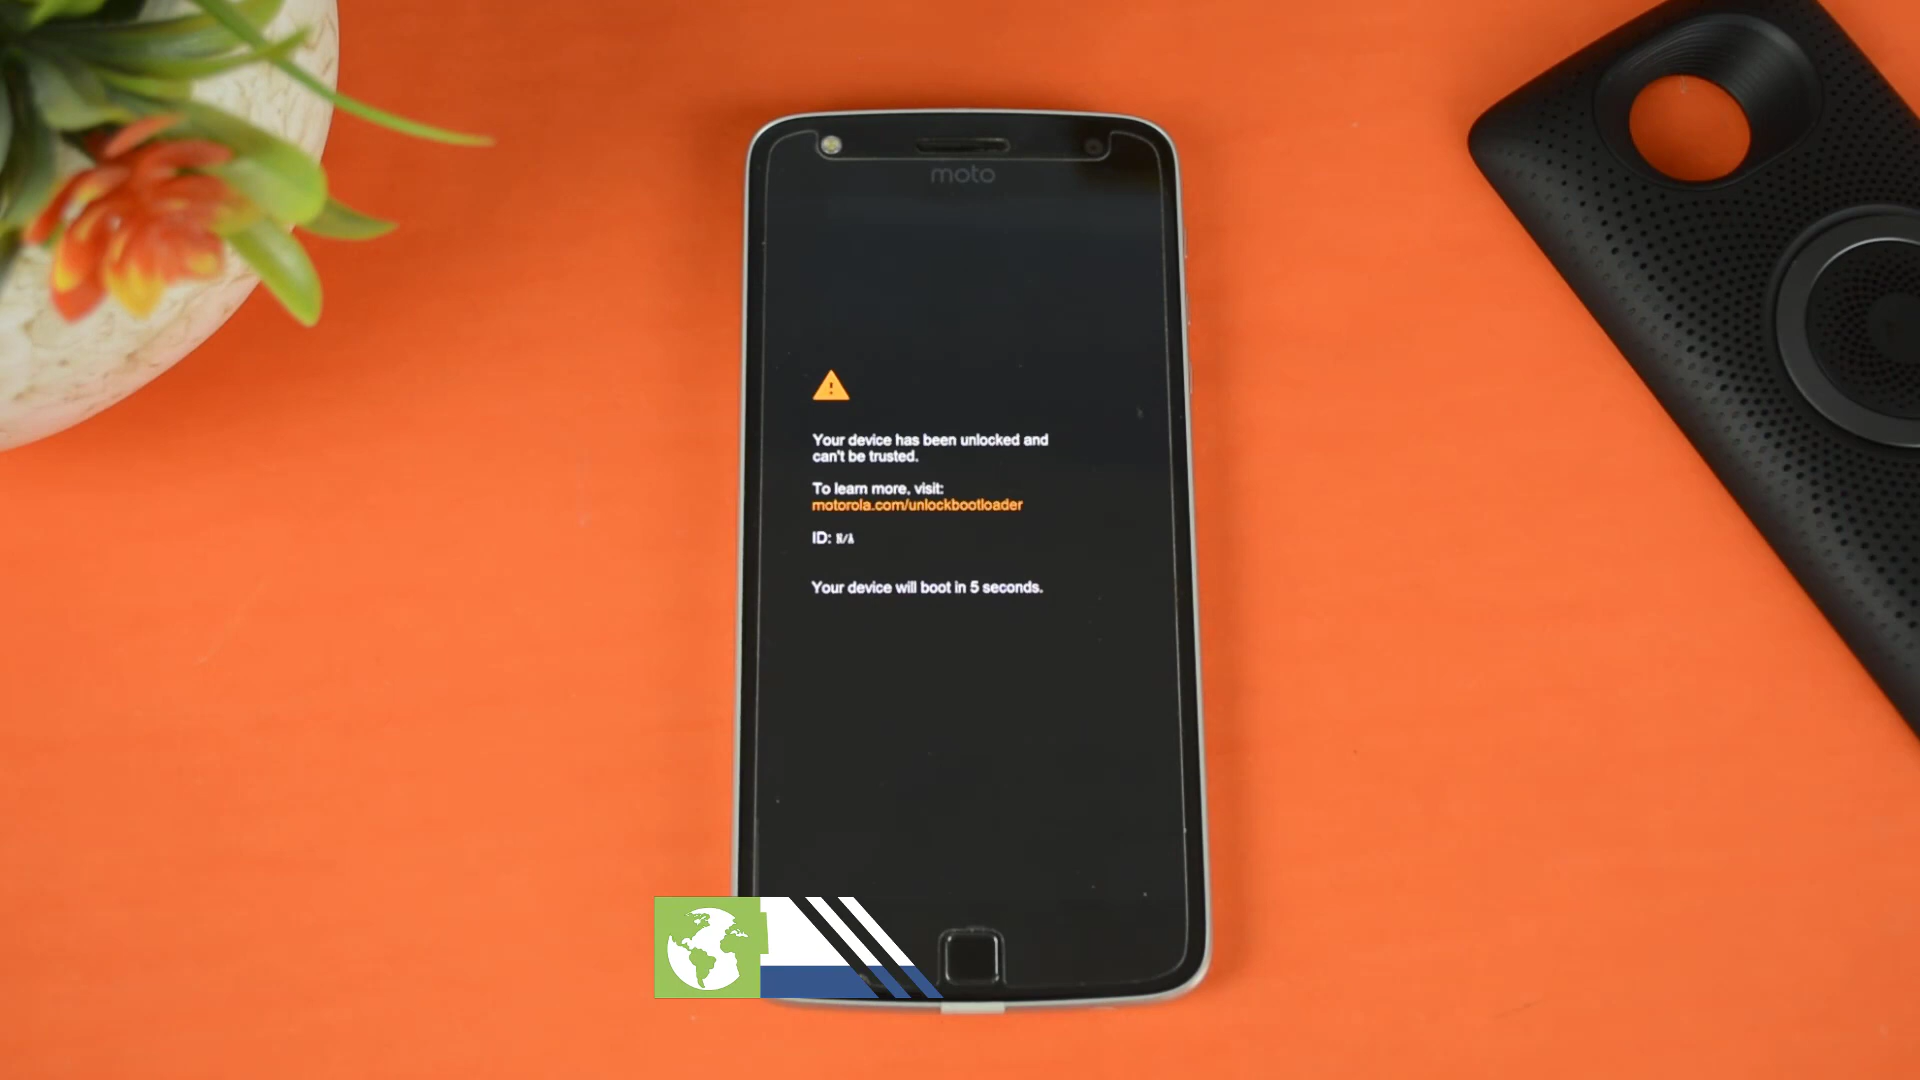 moto
Your device has been unlocked and
can't be trusted.
To learn more, visit:
motorola.com/unlockbootloader
ID: N/A
Your device will boot in 5 seconds.